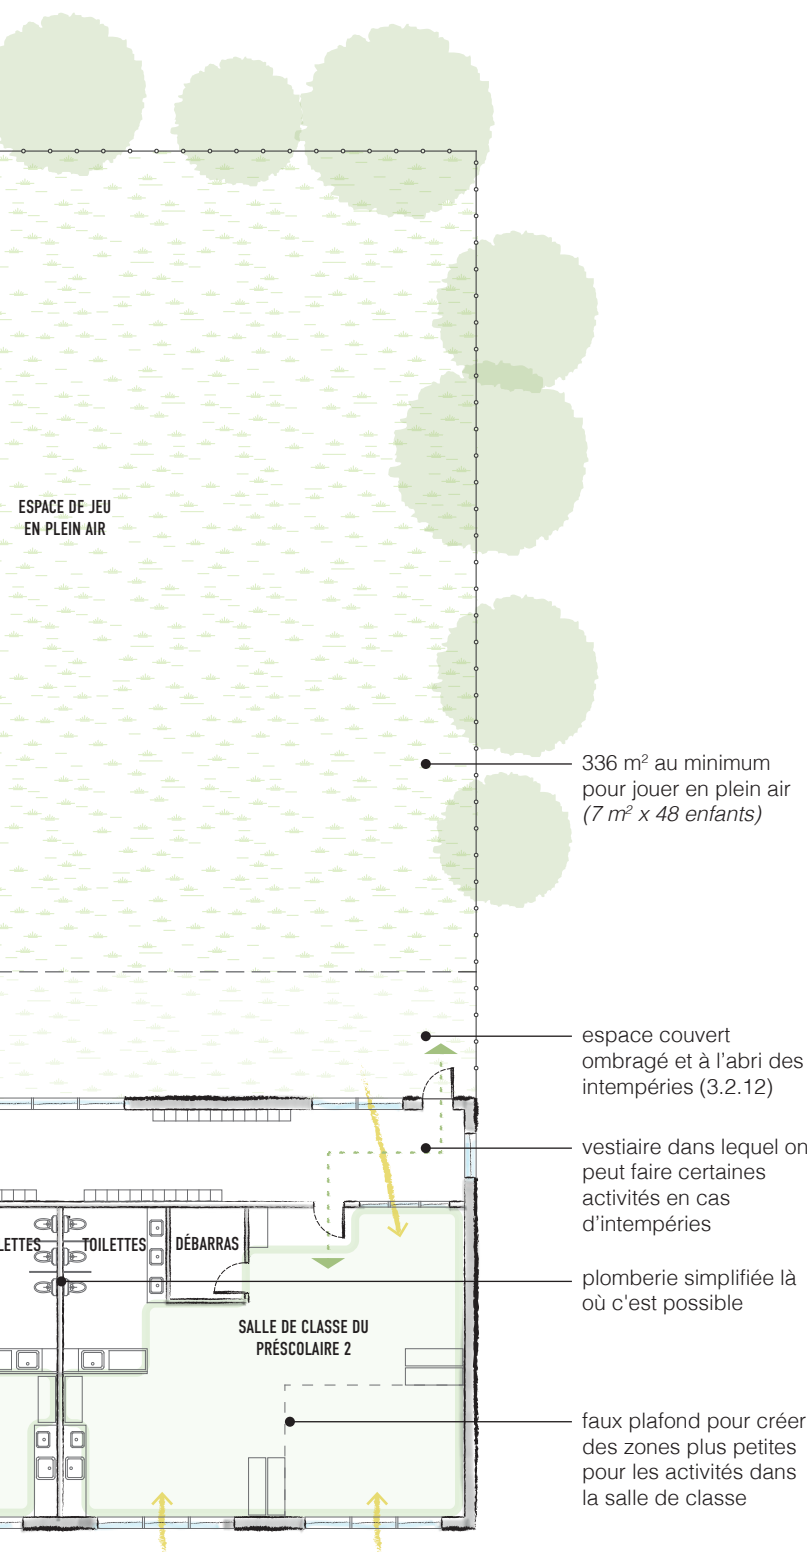 ESPACE DE JEU
EN PLEIN AIR
336 m² au minimum
pour jouer en plein air
(7 m² x 48 enfants)
espace couvert
ombragé et à l'abri des
intempéries (3.2.12)
vestiaire dans lequel on
peut faire certaines
activités en cas
d'intempéries
LETTES
TOILETTES
DÉBARRAS
plomberie simplifiée là
où c'est possible
SALLE DE CLASSE DU
PRÉSCOLAIRE 2
faux plafond pour créer
des zones plus petites
pour les activités dans
la salle de classe